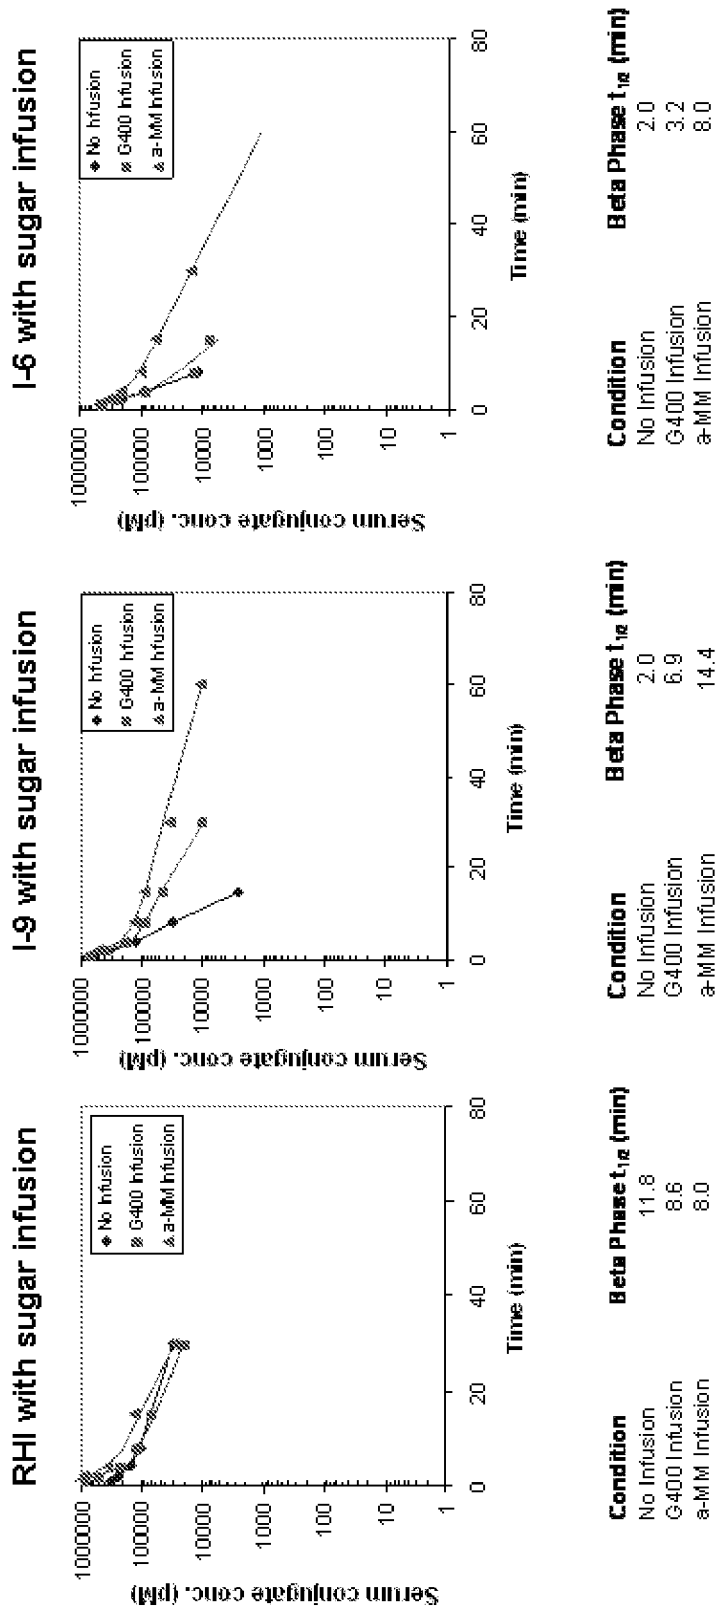 RHI with sugar infusion
Serum conjugate conc. (pM)
1000000
100000
10000
1000
100
10
1
0
20
40
60
80
Time (min)
No Infusion
G400 Infusion
a-MM Infusion
Condition Beta Phase t1/2 (min)
No Infusion 11.8
G400 Infusion 8.6
a-MM Infusion 8.0
I-9 with sugar infusion
Serum conjugate conc. (pM)
1000000
100000
10000
1000
100
10
1
0
20
40
60
80
Time (min)
No Infusion
G400 Infusion
a-MM Infusion
Condition Beta Phase t1/2 (min)
No Infusion 2.0
G400 Infusion 6.9
a-MM Infusion 14.4
I-6 with sugar infusion
Serum conjugate conc. (pM)
1000000
100000
10000
1000
100
10
1
0
20
40
60
80
Time (min)
No Infusion
G400 Infusion
a-MM Infusion
Condition Beta Phase t1/2 (min)
No Infusion 2.0
G400 Infusion 3.2
a-MM Infusion 8.0